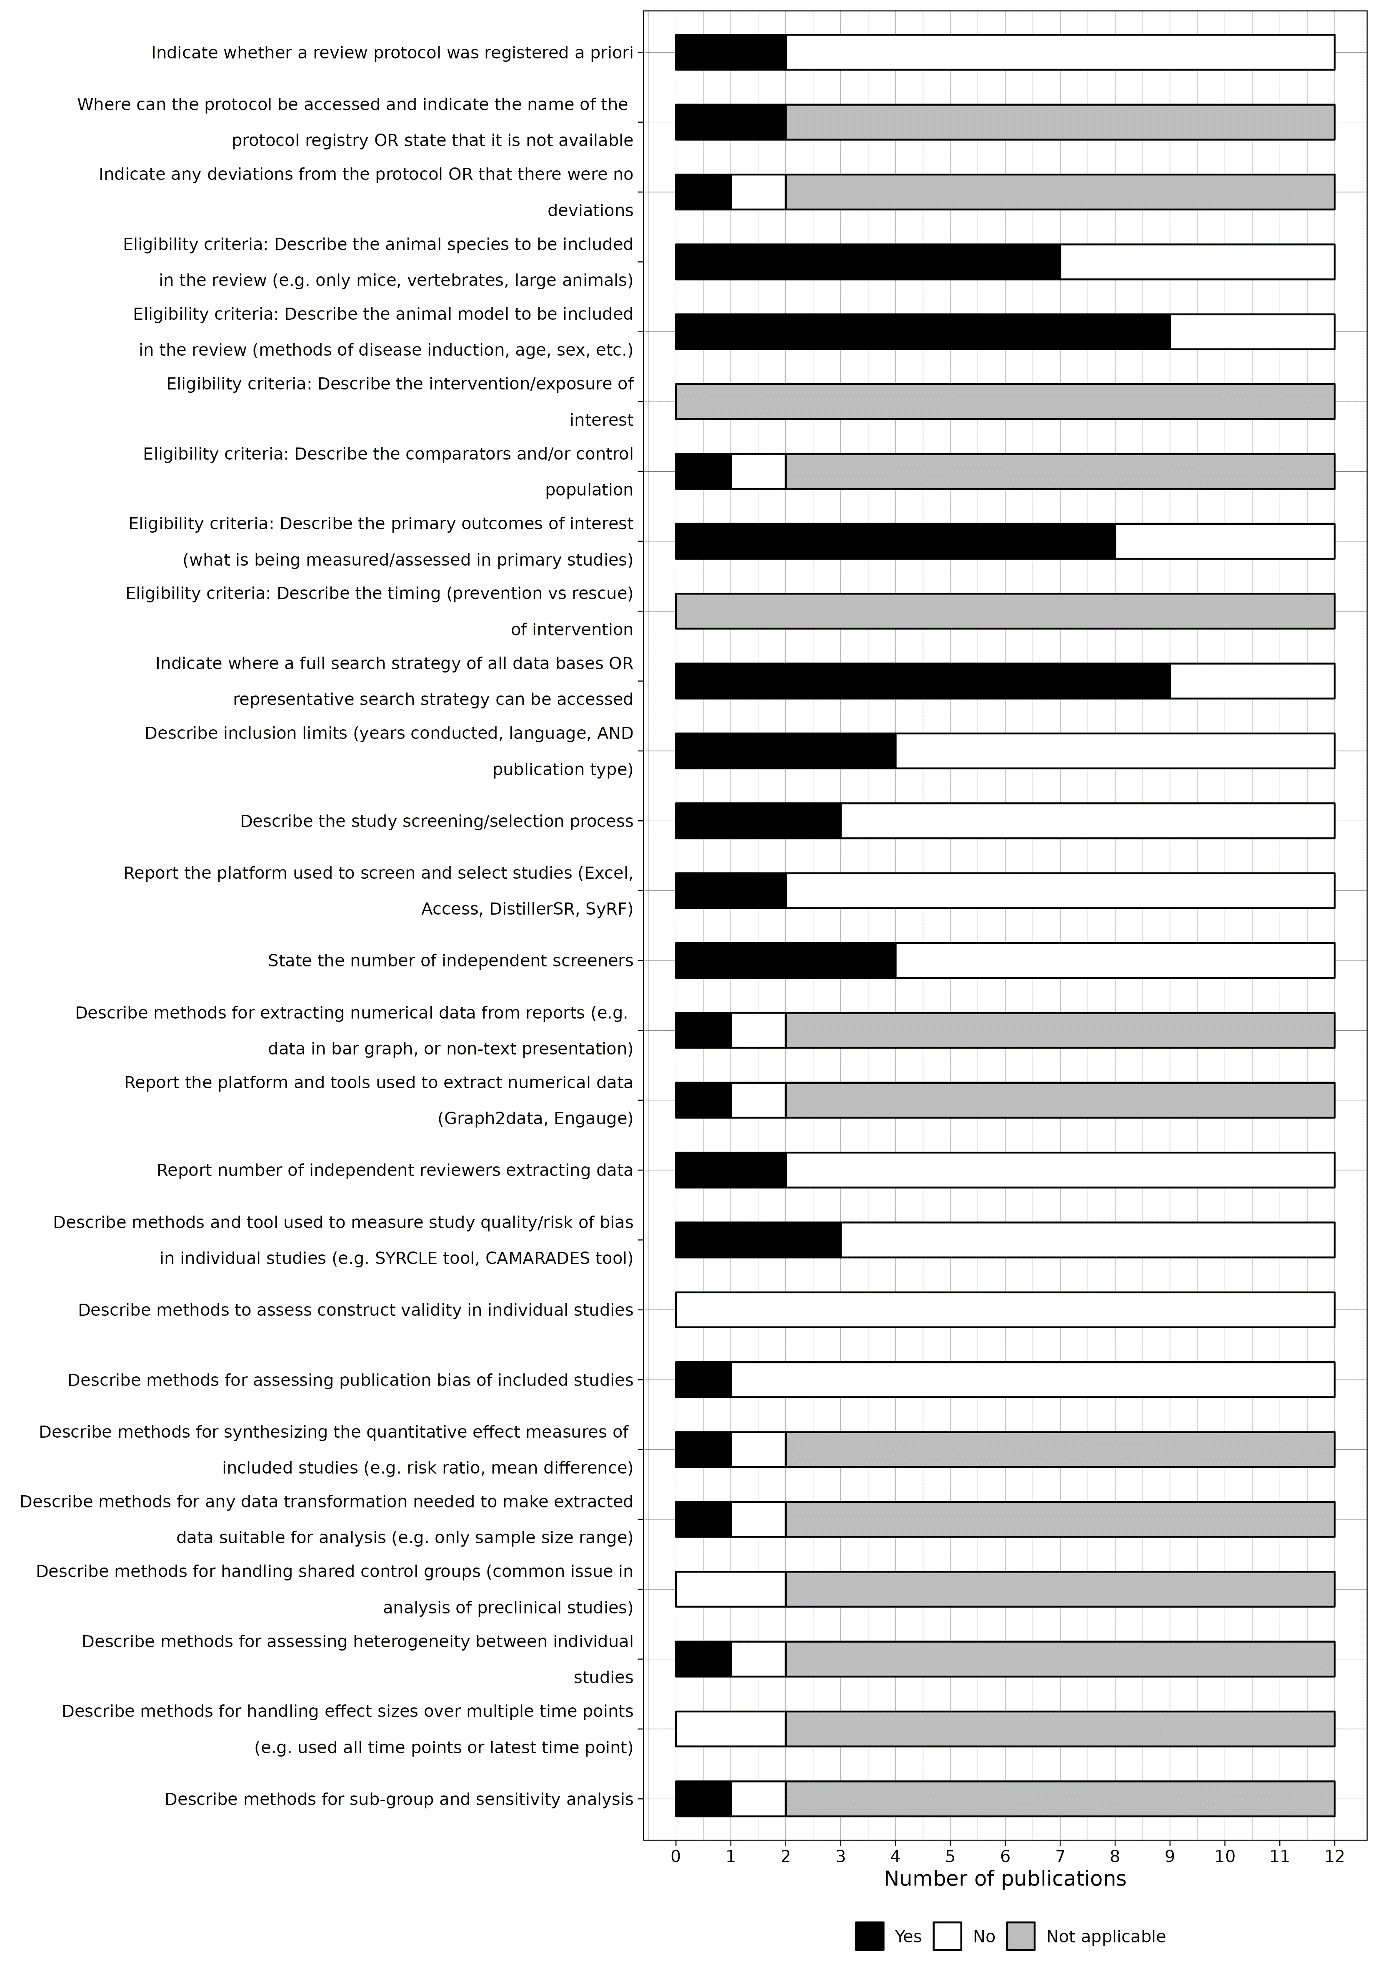 Indicate whether a review protocol was registered a priori
Where can the protocol be accessed and indicate the name of the
protocol registry OR state that it is not available
Indicate any deviations from the protocol OR that there were no
deviations
Eligibility criteria: Describe the animal species to be included
in the review (e.g. only mice, vertebrates, large animals)
Eligibility criteria: Describe the animal model to be included
in the review (methods of disease induction, age, sex, etc.)
Eligibility criteria: Describe the intervention/exposure of
interest
Eligibility criteria: Describe the comparators and/or control
population
Eligibility criteria: Describe the primary outcomes of interest
(what is being measured/assessed in primary studies)
Eligibility criteria: Describe the timing (prevention vs rescue)
of intervention
Indicate where a full search strategy of all data bases OR
representative search strategy can be accessed
Describe inclusion limits (years conducted, language, AND
publication type)
Describe the study screening/selection process
Report the platform used to screen and select studies (Excel,
Access, DistillerSR, SyRF)
State the number of independent screeners
Describe methods for extracting numerical data from reports (e.g.
data in bar graph, or non-text presentation)
Report the platform and tools used to extract numerical data
(Graph2data, Engauge)
Report number of independent reviewers extracting data
Describe methods and tool used to measure study quality/risk of bias
in individual studies (e.g. SYRCLE tool, CAMARADES tool)
Describe methods to assess construct validity in individual studies
Describe methods for assessing publication bias of included studies
Describe methods for synthesizing the quantitative effect measures of
included studies (e.g. risk ratio, mean difference)
Describe methods for any data transformation needed to make extracted
data suitable for analysis (e.g. only sample size range)
Describe methods for handling shared control groups (common issue in
analysis of preclinical studies)
Describe methods for assessing heterogeneity between individual
studies
Describe methods for handling effect sizes over multiple time points
(e.g. used all time points or latest time point)
Describe methods for sub-group and sensitivity analysis
0 1 2 3 4 5 6 7 8 9 10 11 12
Number of publications
Yes No Not applicable